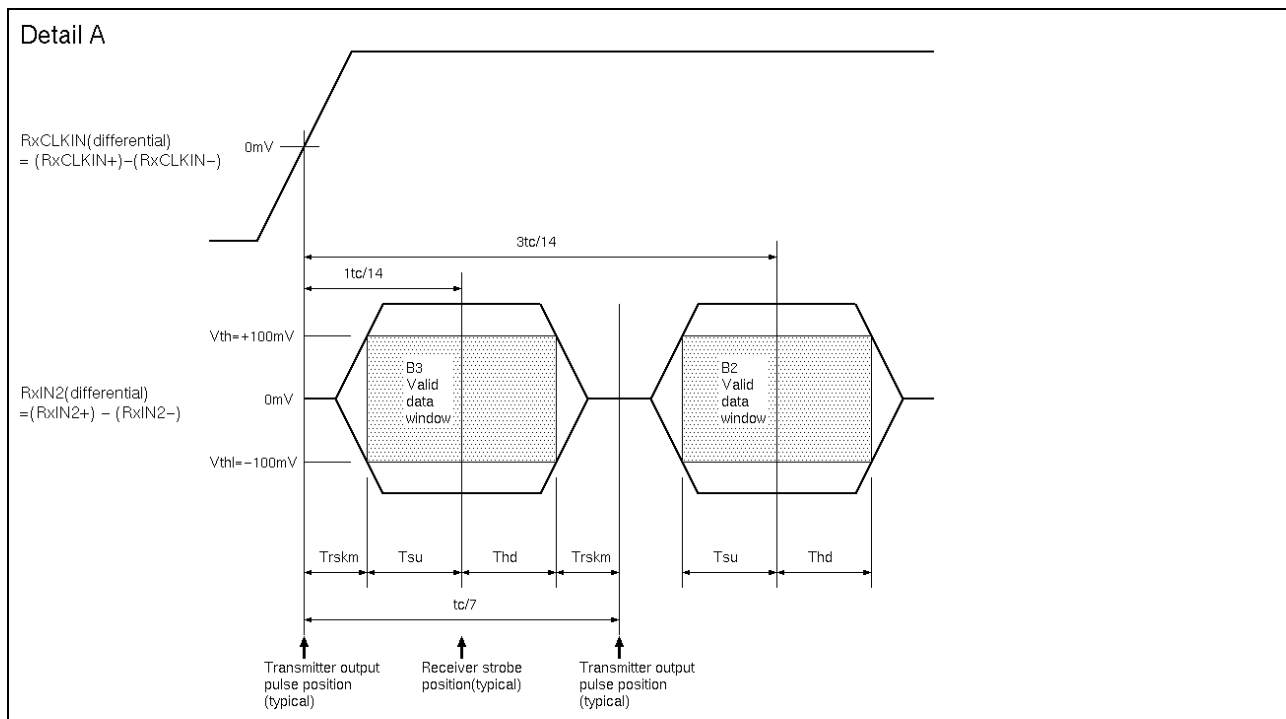 Detail A
RxCLKIN(differential)
= (RxCLKIN+)−(RxCLKIN−)
0mV
3tc/14
1tc/14
Vth=+100mV
B3
Valid
data
window
B2
Valid
data
window
RxIN2(differential)
=(RxIN2+) − (RxIN2−)
0mV
Vthl=−100mV
Trskm
Tsu
Thd
Trskm
Tsu
Thd
tc/7
Transmitter output
pulse position
(typical)
Receiver strobe
position(typical)
Transmitter output
pulse position
(typical)